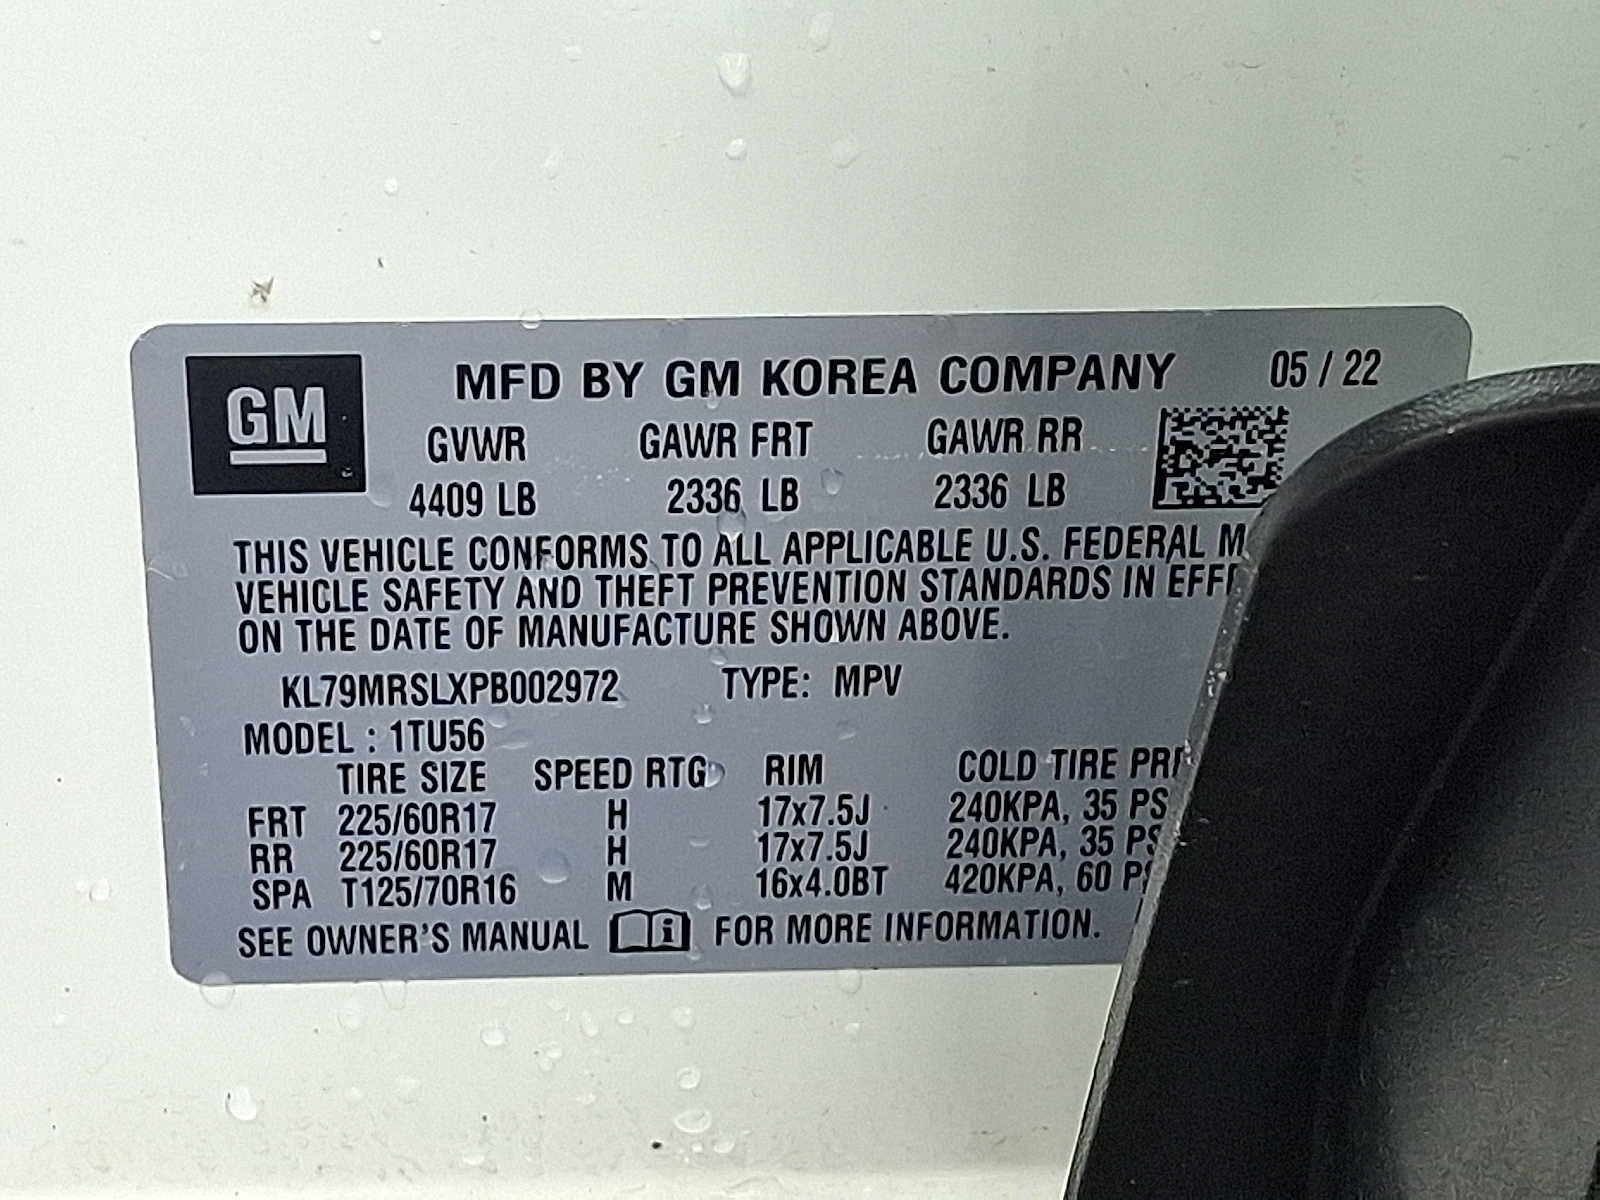 GM
MFD BY GM KOREA COMPANY 05 / 22
GVWR GAWR FRT GAWR RR
4409 LB 2336 LB 2336 LB
THIS VEHICLE CONFORMS TO ALL APPLICABLE U.S. FEDERAL M
VEHICLE SAFETY AND THEFT PREVENTION STANDARDS IN EFF
ON THE DATE OF MANUFACTURE SHOWN ABOVE.
KL79MRSLXPB002972 TYPE: MPV
MODEL : 1TU56
TIRE SIZE SPEED RTG RIM COLD TIRE PR
FRT 225/60R17 H 17x7.5J 240KPA, 35 PS
RR 225/60R17 H 17x7.5J 240KPA, 35 PS
SPA T125/70R16 M 16x4.0BT 420KPA, 60 P
SEE OWNER'S MANUAL i FOR MORE INFORMATION.